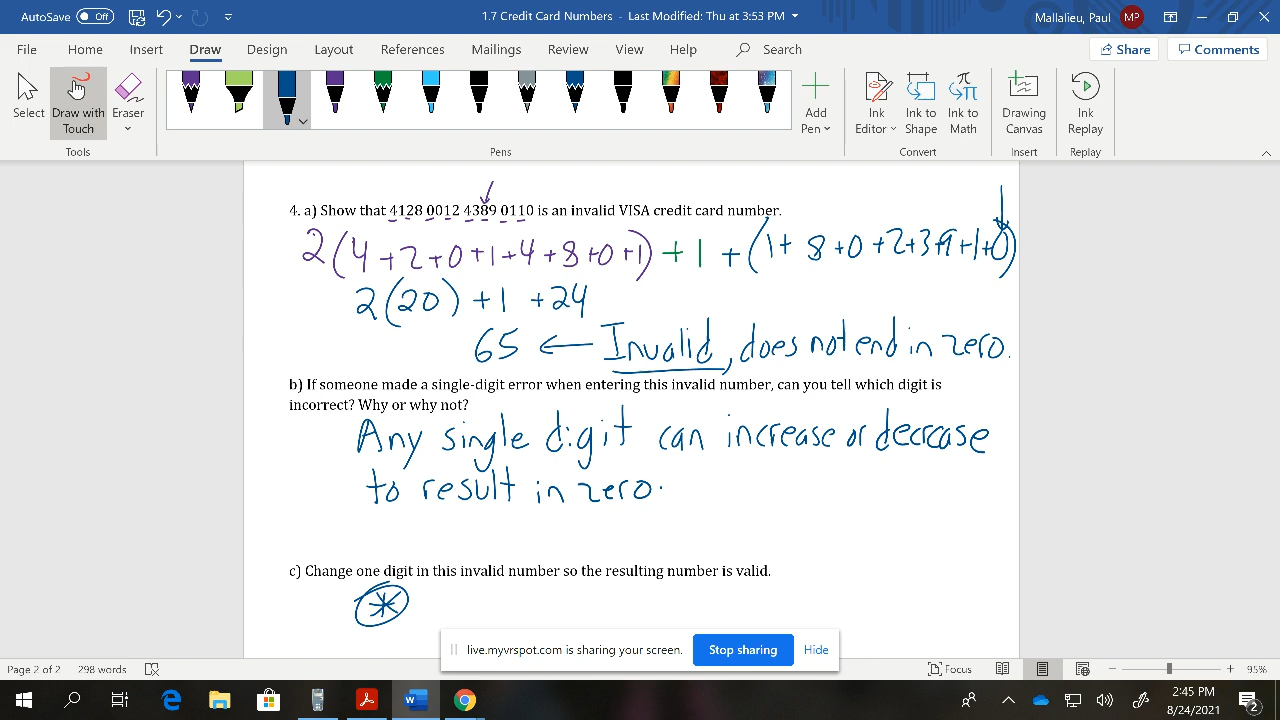 AutoSave Off 1.7 Credit Card Numbers - Last Modified: Thu at 3:53 PM Mallalieu, Paul MP
File Home Insert Draw Design Layout References Mailings Review View Help Search Share Comments
Select Draw with Touch Eraser Add Pen Ink Editor Ink to Shape Ink to Math Drawing Canvas Ink Replay
Tools Pens Convert Insert Replay
4. a) Show that 4128 0012 4389 0110 is an invalid VISA credit card number.
2(4+2+0+1+4+8+0+1)+1+(1+8+0+2+3+9+1+0)
2(20)+1+24
65 ← Invalid, does not end in zero.
b) If someone made a single-digit error when entering this invalid number, can you tell which digit is
incorrect? Why or why not?
Any single digit can increase or decrease
to result in zero.
c) Change one digit in this invalid number so the resulting number is valid.
*
live.myvrspot.com is sharing your screen. Stop sharing Hide
Page 2 of 2 298 words Focus 95%
2:45 PM
8/24/2021
2